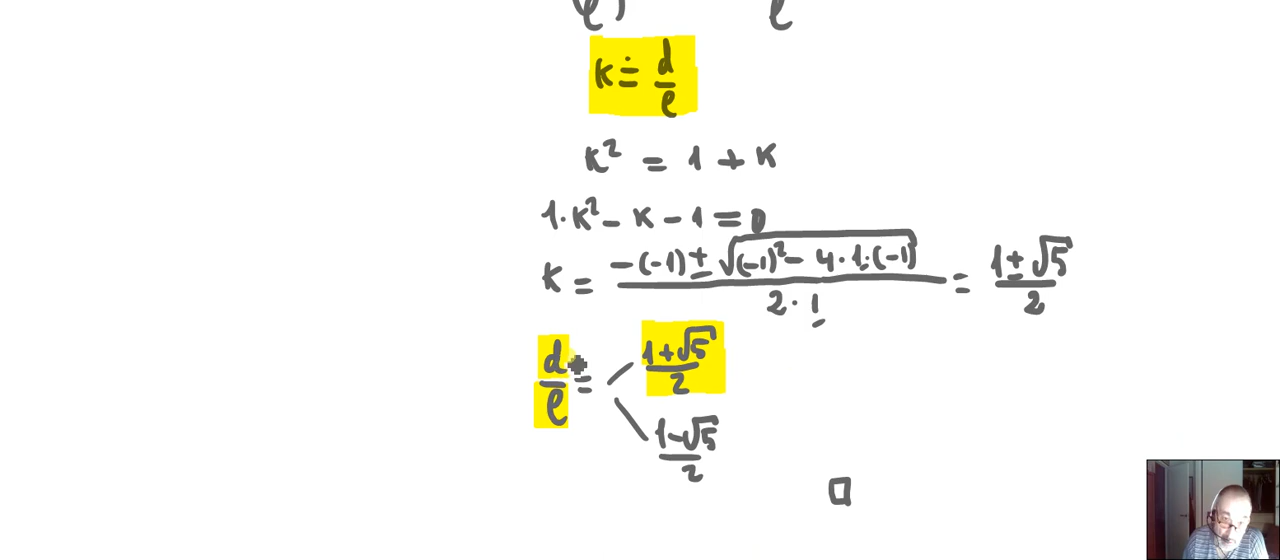 ℓ) ℓ
K ≐ d/ℓ
K² = 1 + K
1·K² - K - 1 = 0
K = (-(-1) ± √((-1)² - 4·1·(-1)))/(2·1) = (1 ± √5)/2
d/ℓ = (1+√5)/2
(1-√5)/2
□